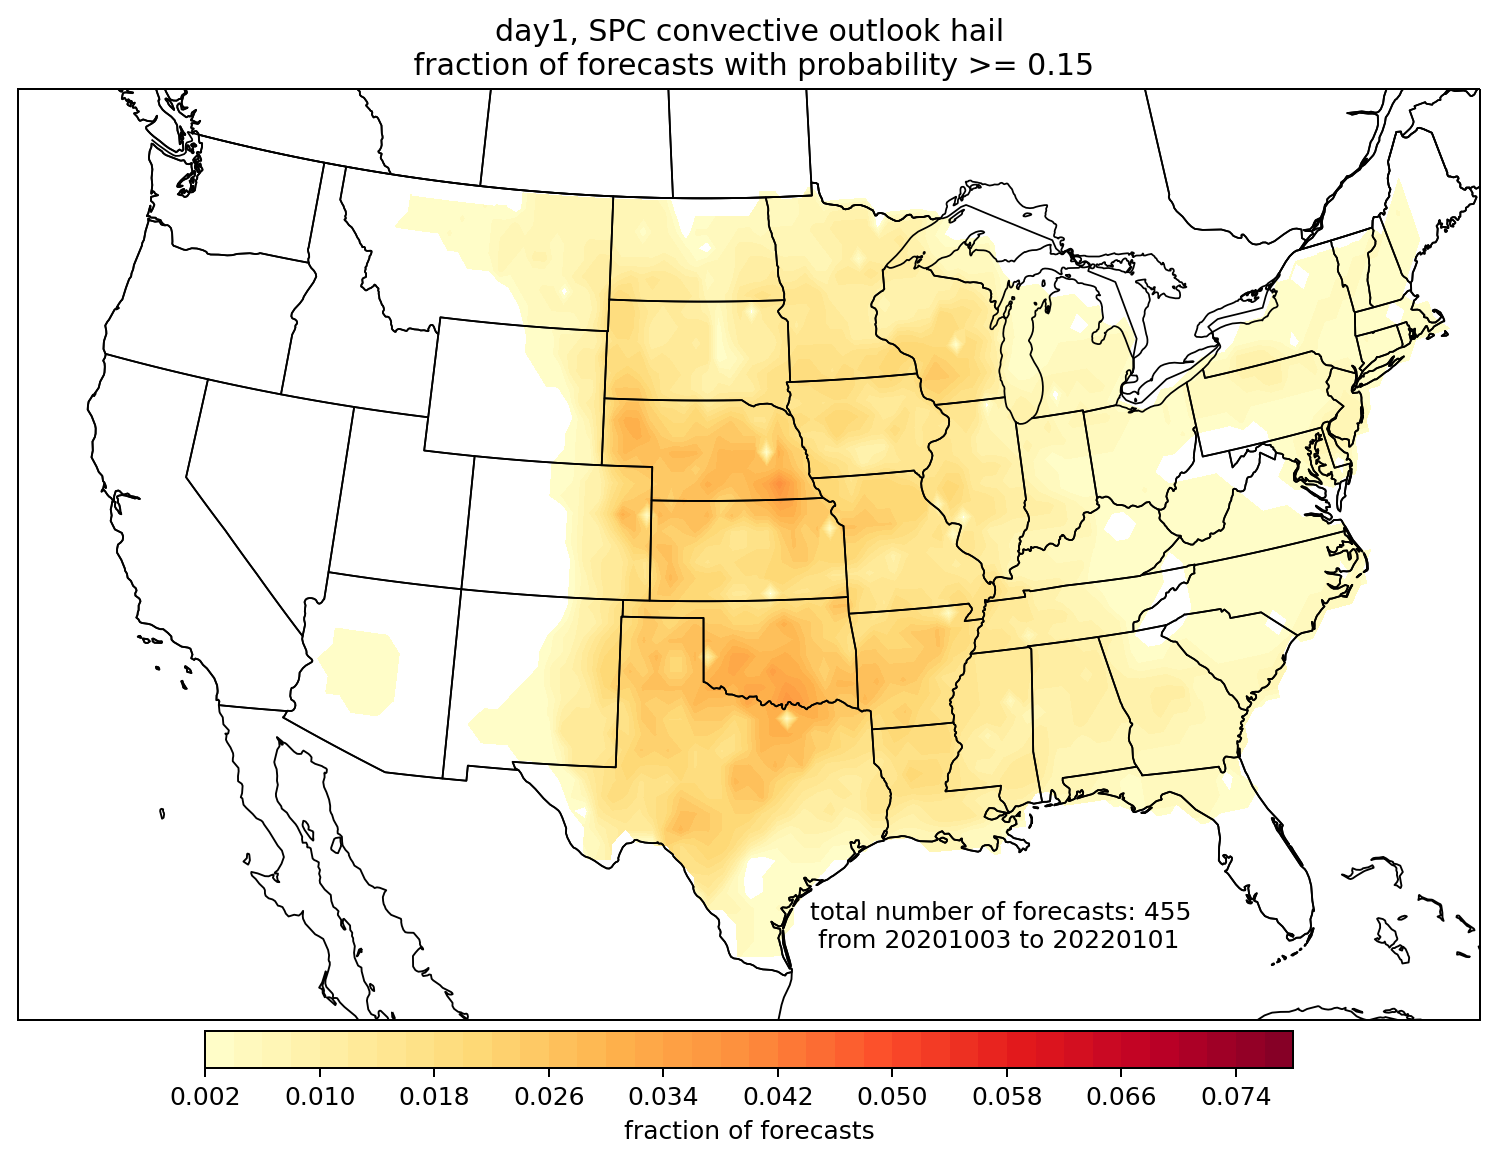 day1, SPC convective outlook hail
fraction of forecasts with probability >= 0.15
total number of forecasts: 455
from 20201003 to 20220101
0.002 0.010 0.018 0.026 0.034 0.042 0.050 0.058 0.066 0.074
fraction of forecasts